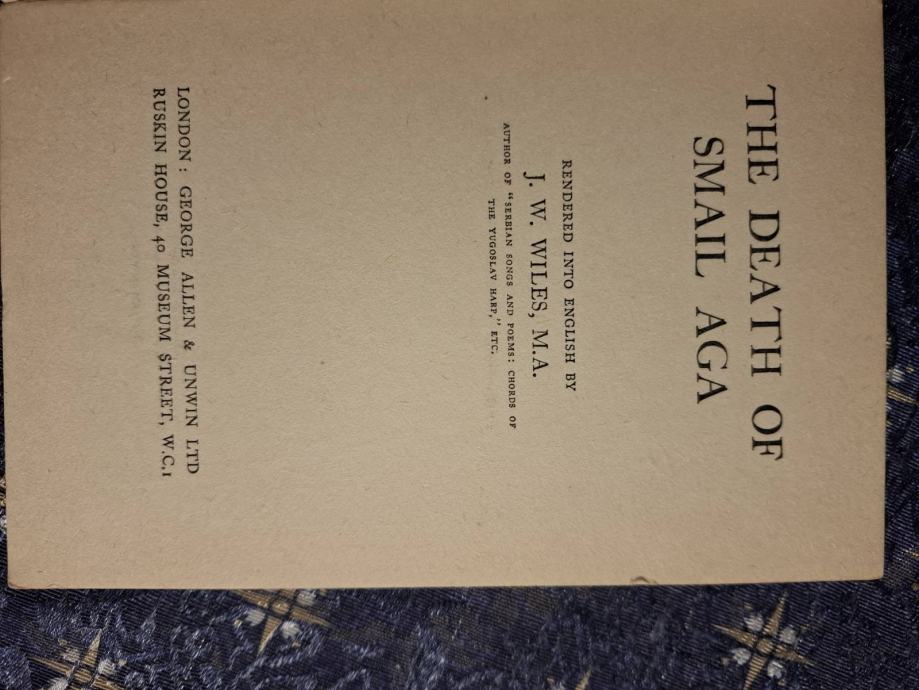 THE DEATH OF
SMAIL AGA
RENDERED INTO ENGLISH BY
J. W. WILES, M.A.
AUTHOR OF "SERBIAN SONGS AND POEMS: CHORDS OF
THE YUGOSLAV HARP," ETC.
LONDON: GEORGE ALLEN & UNWIN LTD
RUSKIN HOUSE, 40 MUSEUM STREET, W.C.1